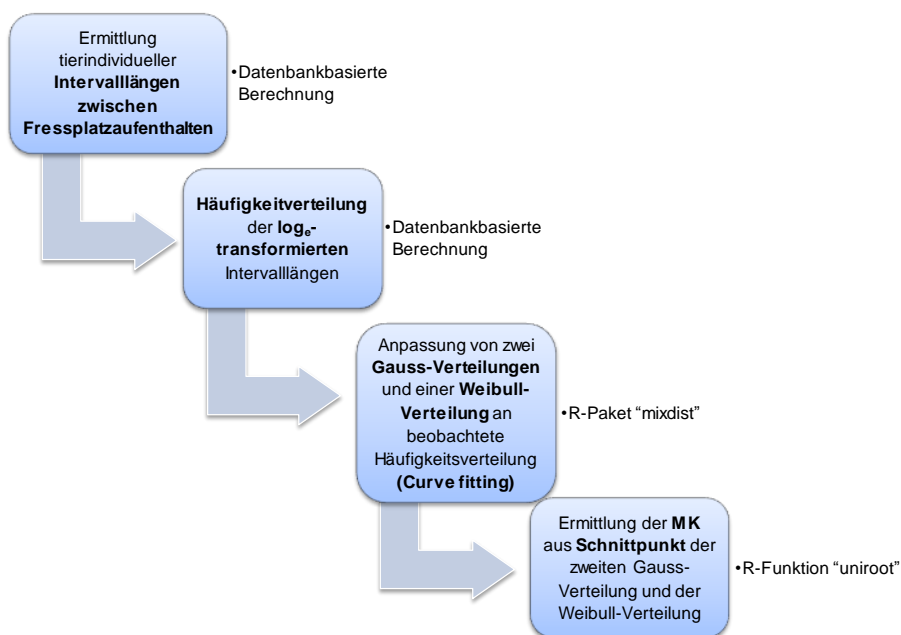 Ermittlung
tierindividueller
Intervalllängen
zwischen
Fressplatzaufenthalten
•Datenbankbasierte
Berechnung
Häufigkeitverteilung
der logₑ-
transformierten
Intervalllängen
•Datenbankbasierte
Berechnung
Anpassung von zwei
Gauss-Verteilungen
und einer Weibull-
Verteilung an
beobachtete
Häufigkeitsverteilung
(Curve fitting)
•R-Paket “mixdist”
Ermittlung der MK
aus Schnittpunkt der
zweiten Gauss-
Verteilung und der
Weibull-Verteilung
•R-Funktion “uniroot”